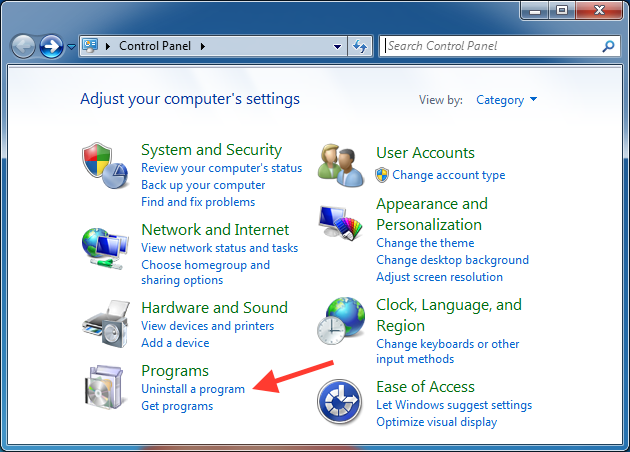 Control Panel
Search Control Panel
Adjust your computer's settings
View by: Category
System and Security
Review your computer's status
Back up your computer
Find and fix problems
Network and Internet
View network status and tasks
Choose homegroup and
sharing options
Hardware and Sound
View devices and printers
Add a device
Programs
Uninstall a program
Get programs
User Accounts
Change account type
Appearance and
Personalization
Change the theme
Change desktop background
Adjust screen resolution
Clock, Language, and
Region
Change keyboards or other
input methods
Ease of Access
Let Windows suggest settings
Optimize visual display